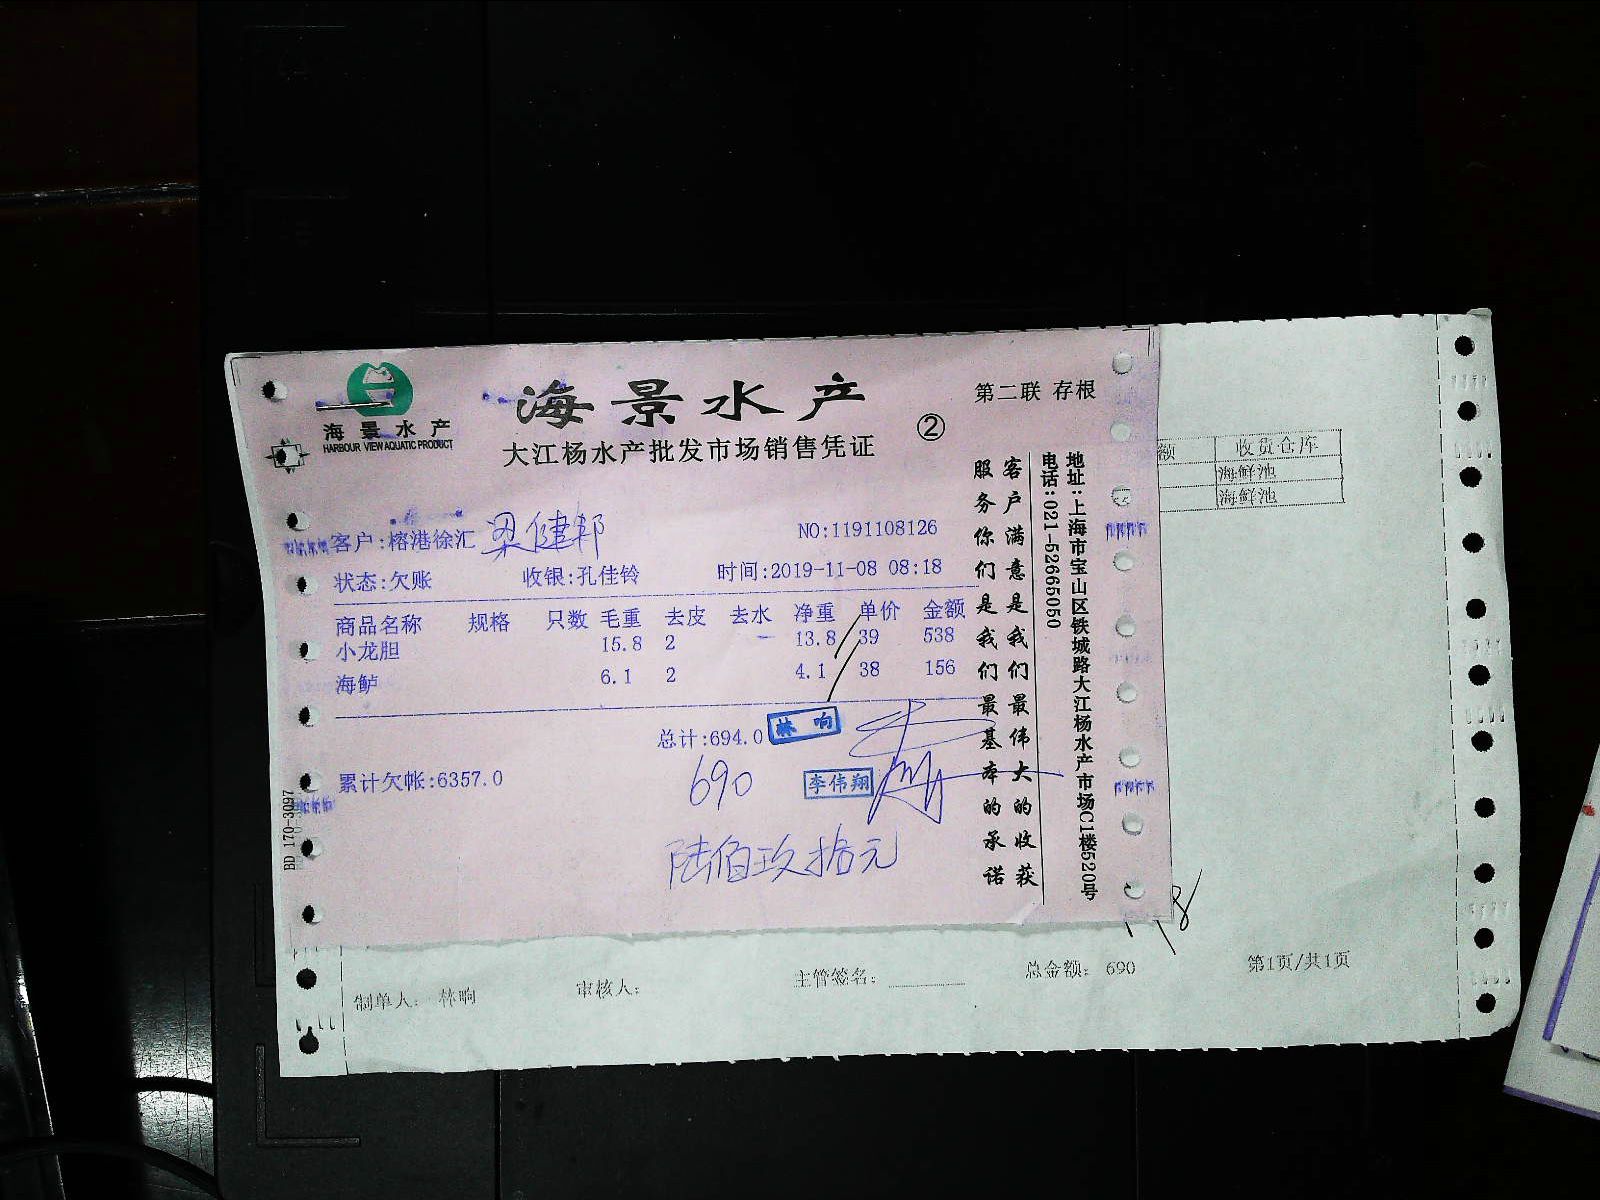 海景水产
HARBOUR VIEW AQUATIC PRODUCT
海景水产
大江杨水产批发市场销售凭证
②
第二联 存根
客户:榕港徐汇 梁健邦
NO:1191108126
状态:欠账 收银:孔佳铃 时间:2019-11-08 08:18
商品名称 规格 只数 毛重 去皮 去水 净重 单价 金额
小龙胆 15.8 2 13.8 39 538
海鲈 6.1 2 4.1 38 156
总计:694.0 林响
累计欠帐:6357.0
690 李伟翔
陆佰玖拾元
客户满意是我们最伟大的收获
服务你们是我们最基本的承诺
地址:上海市宝山区铁城路大江杨水产市场C1楼520号
电话:021-52665050
BD 170-3097
额 收货仓库
海鲜池
海鲜池
制单人: 林响 审核人: 主管签名: 总金额: 690 第1页/共1页